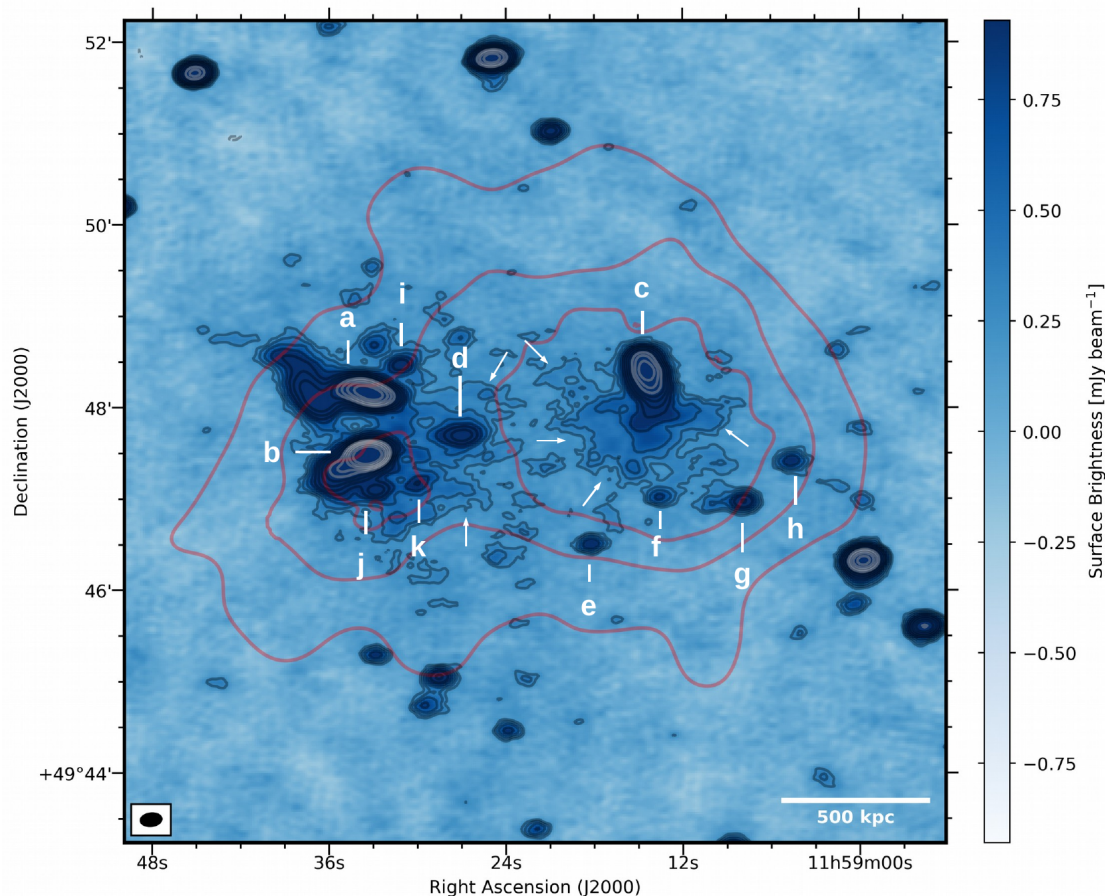 52'
50'
48'
46'
+49°44'
Declination (J2000)
a
i
d
c
b
j
k
e
f
g
h
500 kpc
48s
36s
24s
12s
11h59m00s
Right Ascension (J2000)
0.75
0.50
0.25
0.00
−0.25
−0.50
−0.75
Surface Brightness [mJy beam−1]